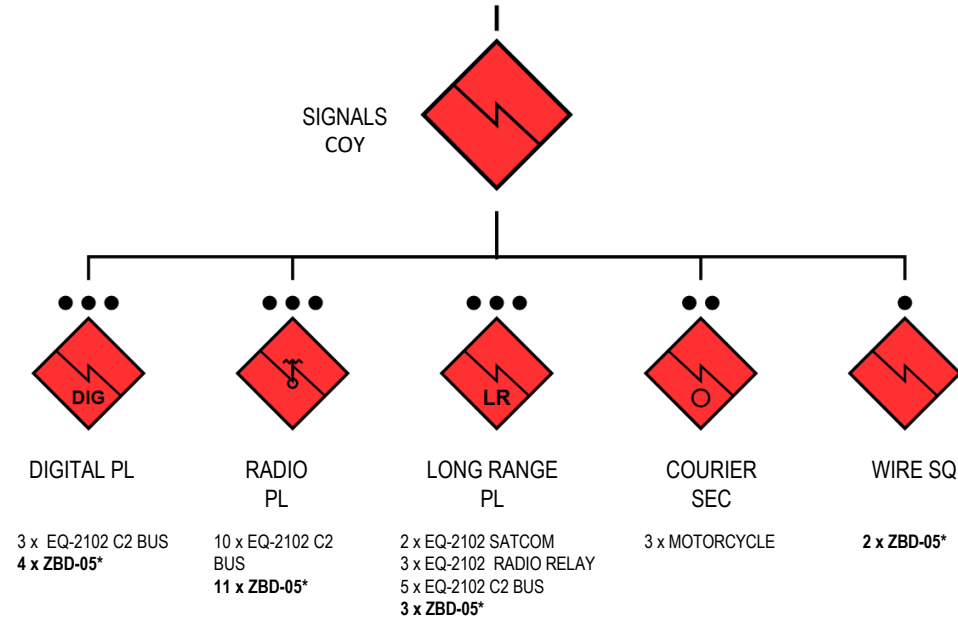 SIGNALS
COY
DIG
LR
DIGITAL PL
RADIO
PL
LONG RANGE
PL
COURIER
SEC
WIRE SQ
3 x EQ-2102 C2 BUS
4 x ZBD-05*
10 x EQ-2102 C2
BUS
11 x ZBD-05*
2 x EQ-2102 SATCOM
3 x EQ-2102 RADIO RELAY
5 x EQ-2102 C2 BUS
3 x ZBD-05*
3 x MOTORCYCLE
2 x ZBD-05*